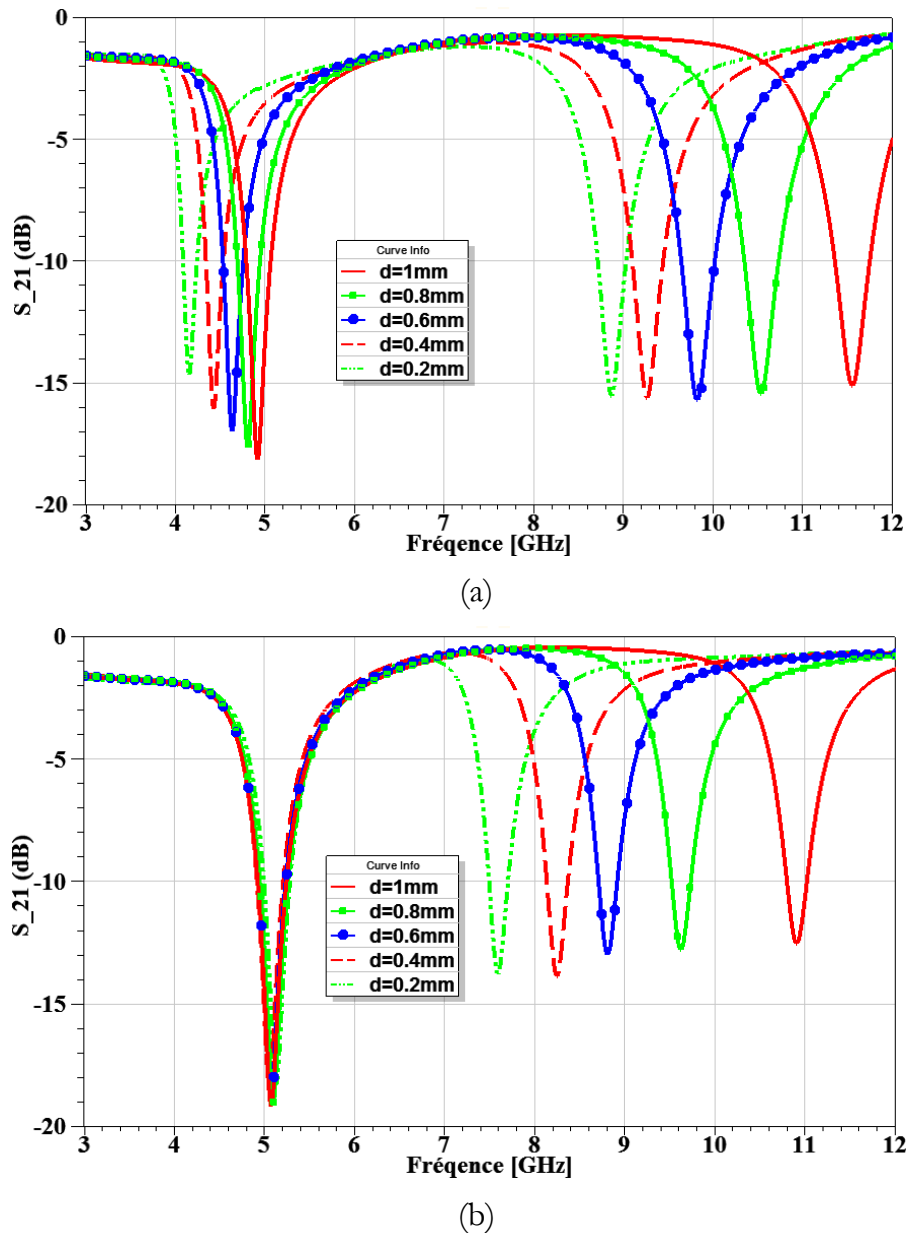 0
-5
-10
-15
-20
S_21 (dB)
Curve Info
d=1mm
d=0.8mm
d=0.6mm
d=0.4mm
d=0.2mm
3 4 5 6 7 8 9 10 11 12
Fréqence [GHz]
(a)
0
-5
-10
-15
-20
S_21 (dB)
Curve Info
d=1mm
d=0.8mm
d=0.6mm
d=0.4mm
d=0.2mm
3 4 5 6 7 8 9 10 11 12
Fréqence [GHz]
(b)